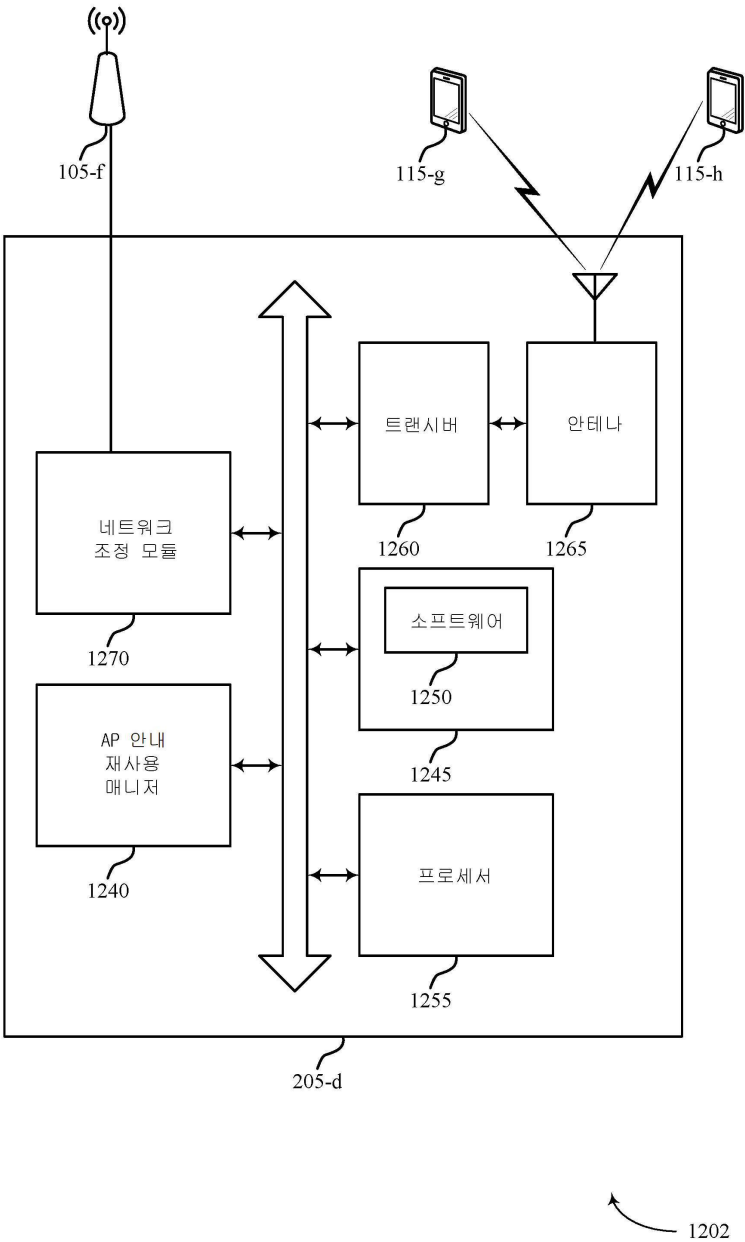 105-f
115-g
115-h
트랜시버
안테나
1260
1265
네트워크
조정 모듈
1270
소프트웨어
1250
1245
AP 안내
재사용
매니저
1240
프로세서
1255
205-d
1202